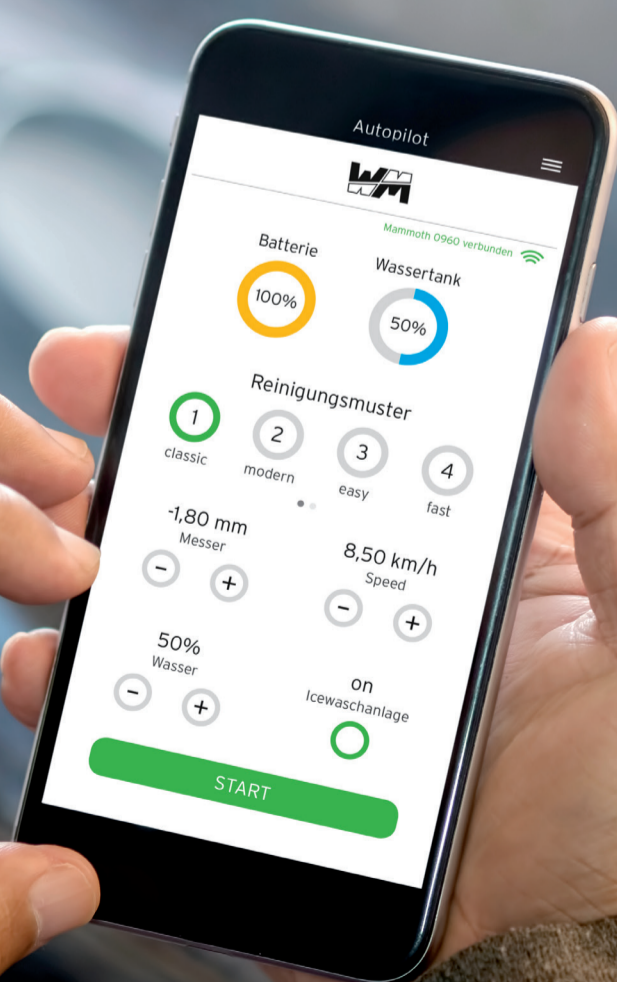 Autopilot
WM
Mammoth 0960 verbunden
Batterie
100%
Wassertank
50%
Reinigungsmuster
1
classic
2
modern
3
easy
4
fast
-1,80 mm
Messer
- +
8,50 km/h
Speed
- +
50%
Wasser
- +
on
Icewaschanlage
START